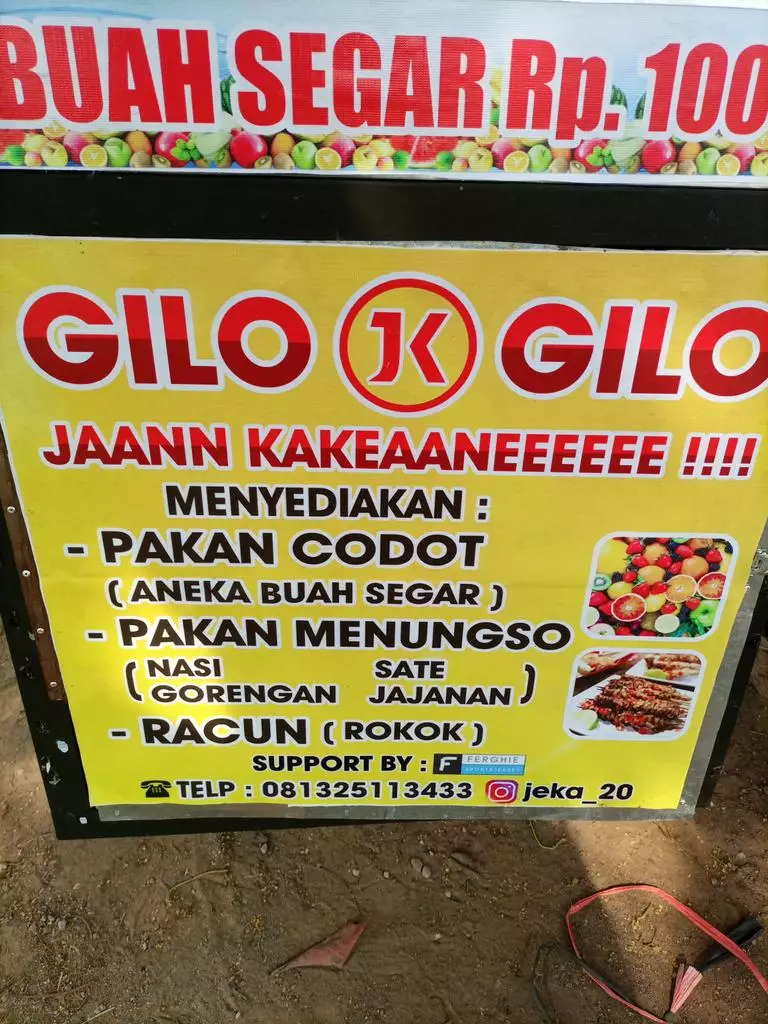 BUAH SEGAR Rp. 100
GILO JK GILO
JAANN KAKEAANEEEEEE !!!!
MENYEDIAKAN :
- PAKAN CODOT
( ANEKA BUAH SEGAR )
- PAKAN MENUNGSO
( NASI SATE
GORENGAN JAJANAN )
- RACUN ( ROKOK )
SUPPORT BY : F FERGHIE
TELP : 081325113433 jeka_20